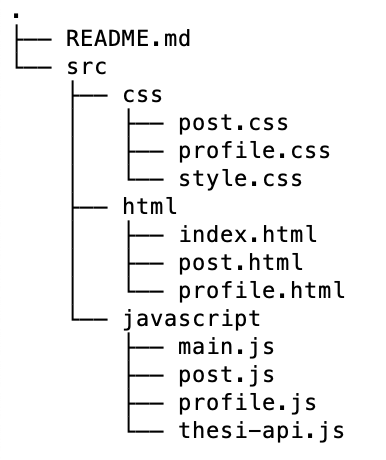 .
├── README.md
└── src
    ├── css
    │   ├── post.css
    │   ├── profile.css
    │   └── style.css
    ├── html
    │   ├── index.html
    │   ├── post.html
    │   └── profile.html
    └── javascript
        ├── main.js
        ├── post.js
        ├── profile.js
        └── thesi-api.js